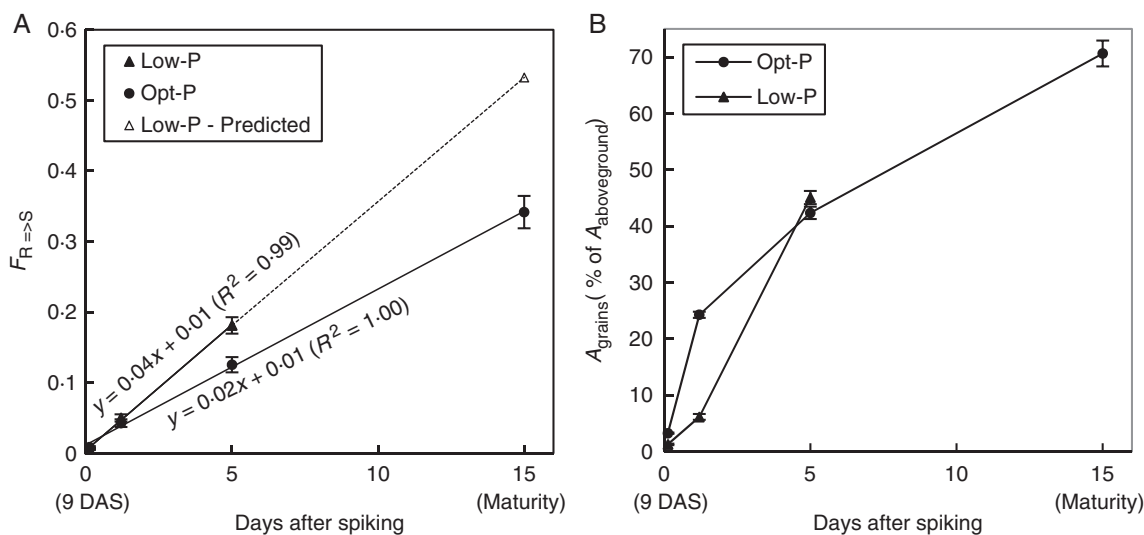 A
0·6
0·5
0·4
0·3
0·2
0·1
0
F R =>S
Low-P
Opt-P
Low-P - Predicted
y = 0·04x + 0·01 (R² = 0·99)
y = 0·02x + 0·01 (R² = 1·00)
0 5 10 15
(9 DAS) (Maturity)
Days after spiking
B
70
60
50
40
30
20
10
0
A grains ( % of A aboveground )
Opt-P
Low-P
0 5 10 15
(9 DAS) (Maturity)
Days after spiking